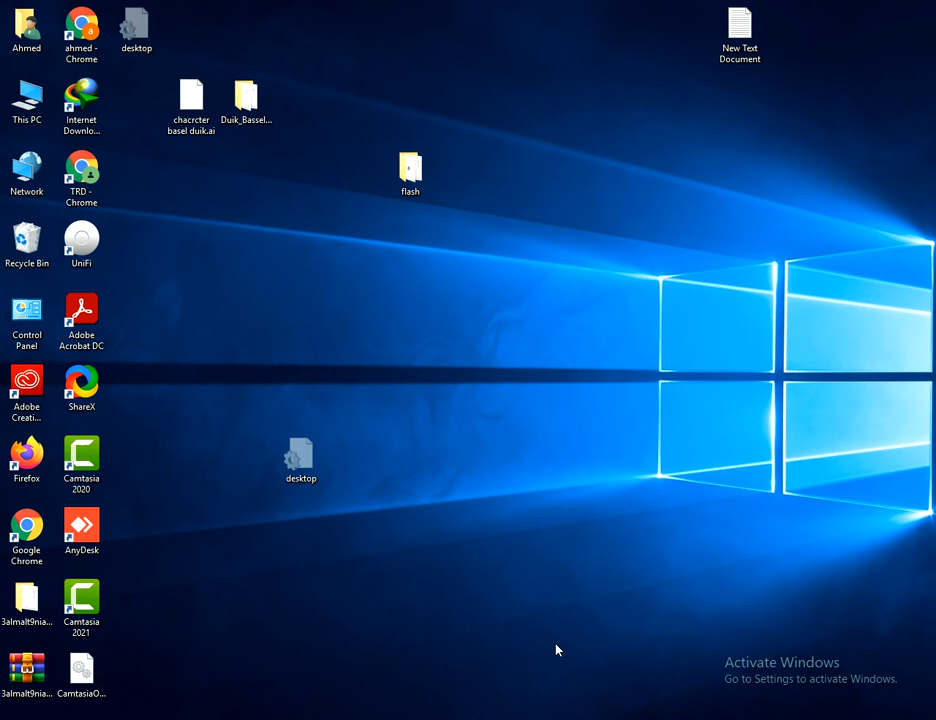 Ahmed
ahmed -
Chrome
desktop
New Text
Document
This PC
Internet
Downlo...
chacrcter
basel duik.ai
Duik_Bassel...
Network
TRD -
Chrome
flash
Recycle Bin
UniFi
Control
Panel
Adobe
Acrobat DC
Adobe
Creati...
ShareX
Firefox
Camtasia
2020
desktop
Google
Chrome
AnyDesk
3almalt9nia...
Camtasia
2021
3almalt9nia...
CamtasiaO...
Activate Windows
Go to Settings to activate Windows.